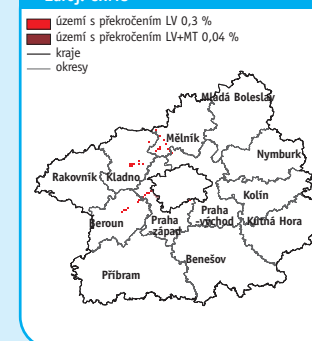 území s překročením LV 0,3 %
území s překročením LV+MT 0,04 %
kraje
okresy
Mladá Boleslav
Mělník
Nymburk
Rakovník
Kladno
Kolín
Praha
-východ
Kutná Hora
Beroun
Praha
-západ
Benešov
Příbram